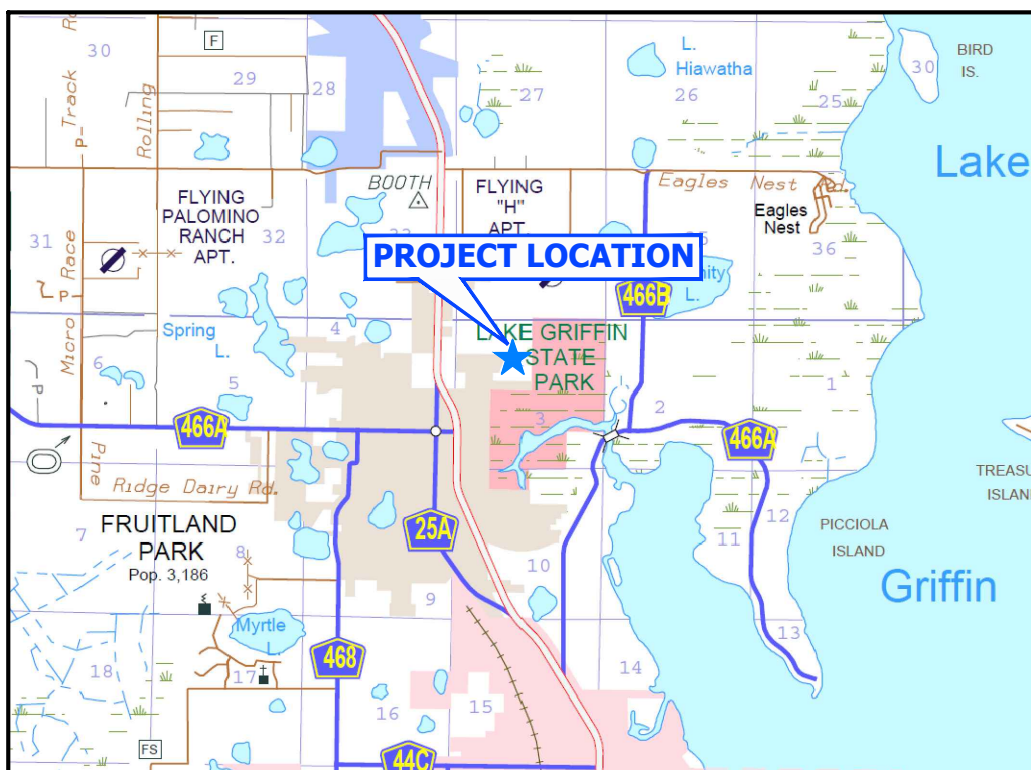 30
Track
Rolling
F
29
28
27
L.
Hiawatha
26
25
30
BIRD
IS.
Lake
P
BOOTH
FLYING
PALOMINO
RANCH
APT.
32
FLYING
"H"
APT.
Eagles Nest Rd.
Eagles
Nest
36
31
Race
P
PROJECT LOCATION
L.
466B
Micro
6
Spring
L.
5
4
LAKE GRIFFIN
STATE
PARK
3
2
1
P
466A
466A
Pine
Ridge Dairy Rd.
7
FRUITLAND
PARK
Pop. 3,186
8
25A
10
11
12
TREASU
ISLAN
PICCIOLA
ISLAND
Griffin
9
Myrtle
L.
18
17
468
13
14
16
15
FS
44C